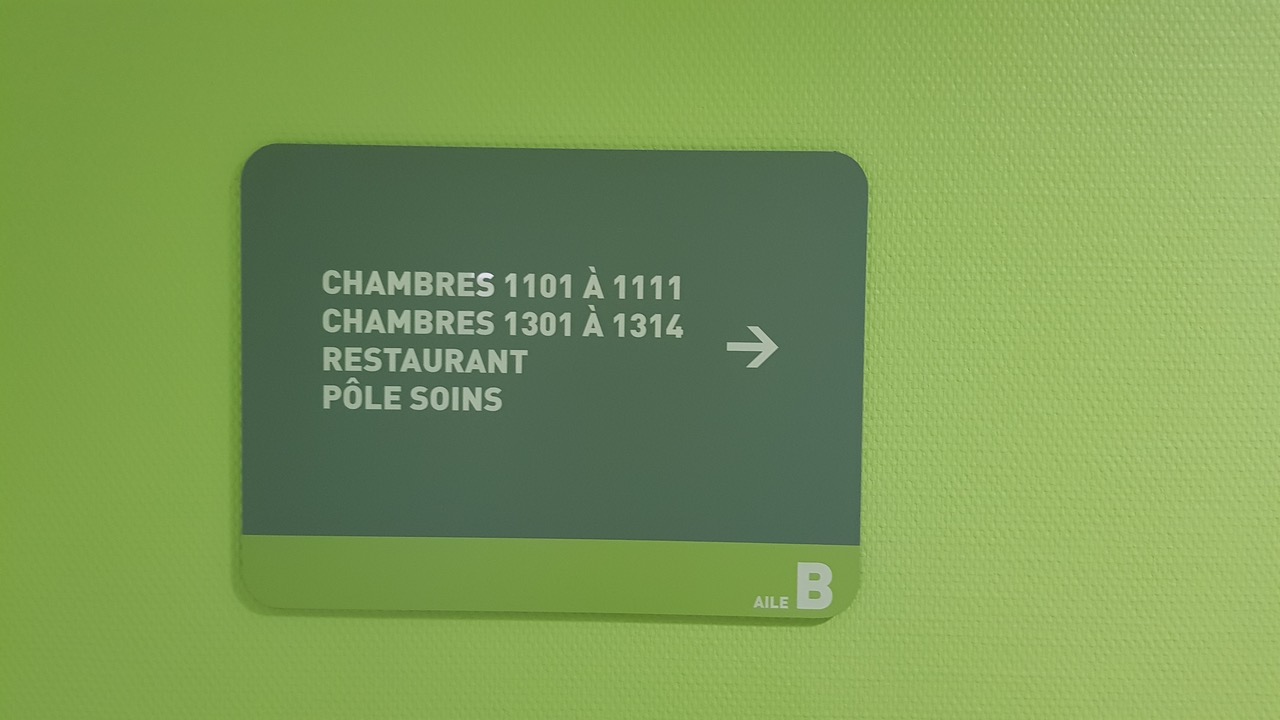 CHAMBRES 1101 À 1111
CHAMBRES 1301 À 1314
RESTAURANT
PÔLE SOINS
→
AILE B